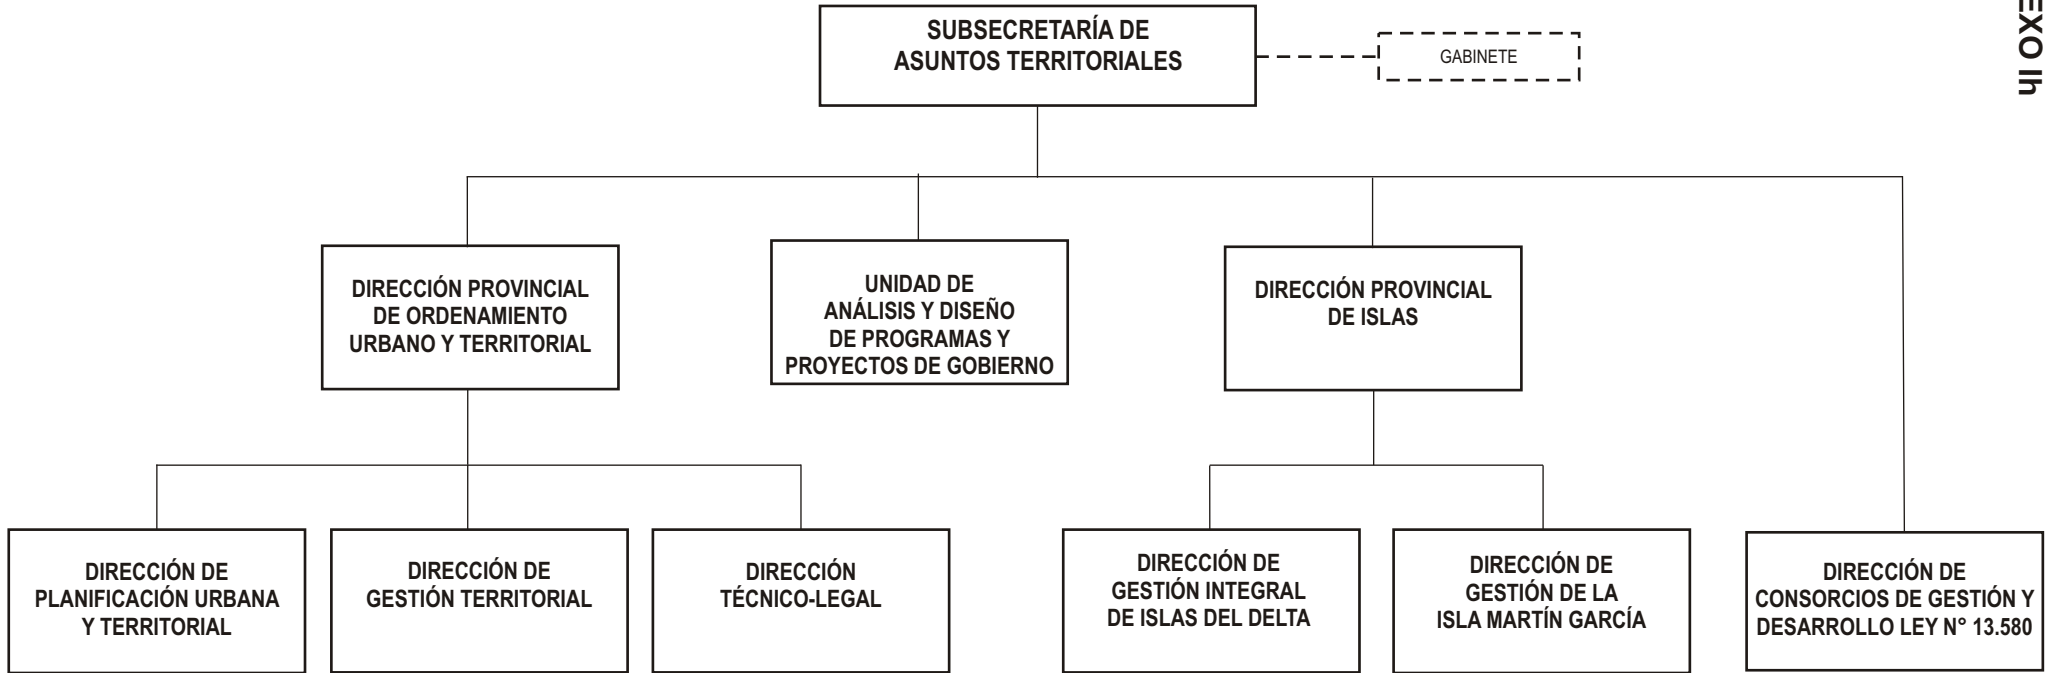 SUBSECRETARÍA DE
ASUNTOS TERRITORIALES
GABINETE
EXO Ih
DIRECCIÓN PROVINCIAL
DE ORDENAMIENTO
URBANO Y TERRITORIAL
UNIDAD DE
ANÁLISIS Y DISEÑO
DE PROGRAMAS Y
PROYECTOS DE GOBIERNO
DIRECCIÓN PROVINCIAL
DE ISLAS
DIRECCIÓN DE
PLANIFICACIÓN URBANA
Y TERRITORIAL
DIRECCIÓN DE
GESTIÓN TERRITORIAL
DIRECCIÓN
TÉCNICO-LEGAL
DIRECCIÓN DE
GESTIÓN INTEGRAL
DE ISLAS DEL DELTA
DIRECCIÓN DE
GESTIÓN DE LA
ISLA MARTÍN GARCÍA
DIRECCIÓN DE
CONSORCIOS DE GESTIÓN Y
DESARROLLO LEY N° 13.580